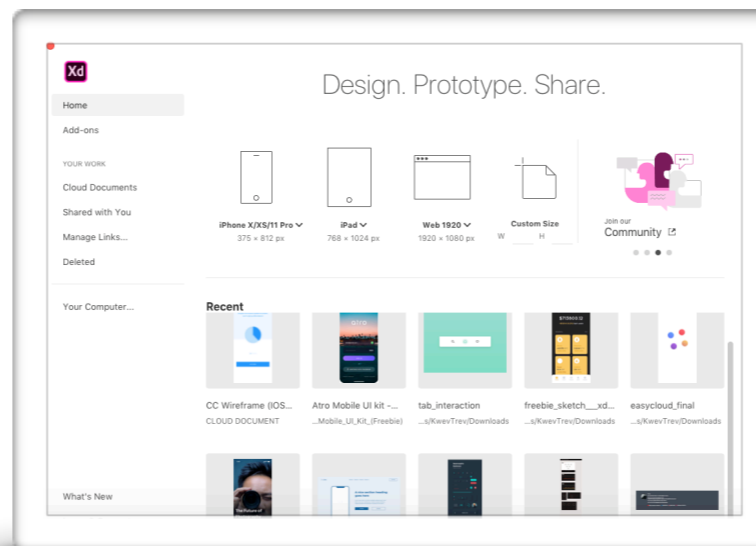 Xd
Design. Prototype. Share.
Home
Add-ons
YOUR WORK
Cloud Documents
Shared with You
Manage Links...
Deleted
Your Computer...
What's New
iPhone X/XS/11 Pro
375 × 812 px
iPad
768 × 1024 px
Web 1920
1920 × 1080 px
Custom Size
W H
Join our
Community
Recent
CC Wireframe (IOS...
CLOUD DOCUMENT
Atro Mobile UI kit -...
...Mobile_UI_Kit_(Freebie)
tab_interaction
...s/KwevTrev/Downloads
freebie_sketch___xd...
...s/KwevTrev/Downloads
easycloud_final
...s/KwevTrev/Downloads
The Future of